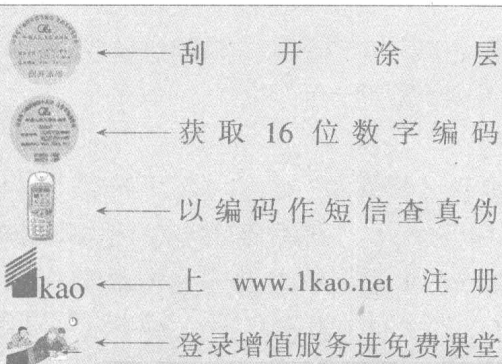 刮开涂层
获取16位数字编码
以编码作短信查真伪
kao 上 www.1kao.net 注册
登录增值服务进免费课堂